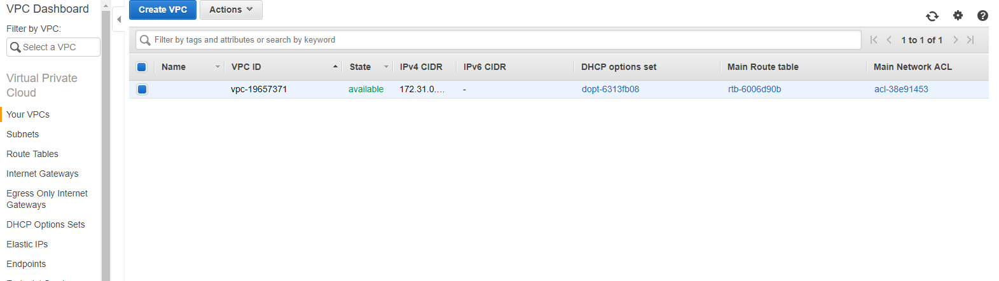 VPC Dashboard
Filter by VPC:
Select a VPC
Virtual Private
Cloud
Your VPCs
Subnets
Route Tables
Internet Gateways
Egress Only Internet
Gateways
DHCP Options Sets
Elastic IPs
Endpoints
Create VPC Actions
Filter by tags and attributes or search by keyword 1 to 1 of 1
Name VPC ID State IPv4 CIDR IPv6 CIDR DHCP options set Main Route table Main Network ACL
vpc-19657371 available 172.31.0.... - dopt-6313fb08 rtb-6006d90b acl-38e91453